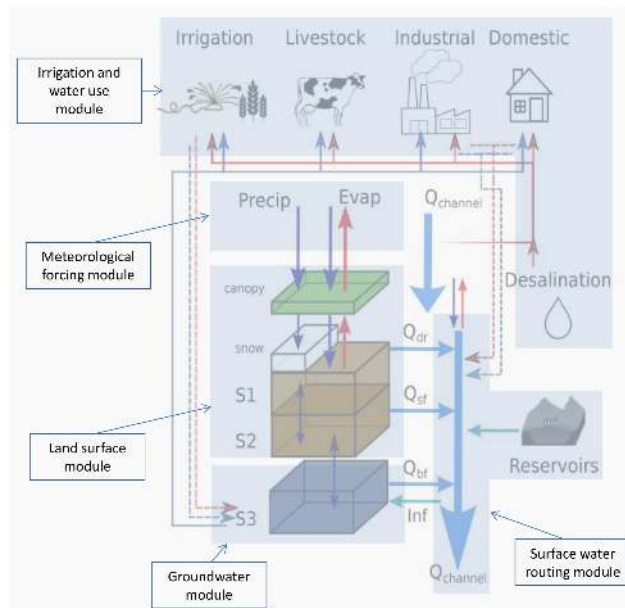 Irrigation
Livestock
Industrial
Domestic
Irrigation and
water use
module
Precip
Evap
Qchannel
Meteorological
forcing module
Desalination
canopy
snow
Qdr
S1
Qsf
S2
Land surface
module
Reservoirs
Qbf
S3
Inf
Groundwater
module
Qchannel
Surface water
routing module